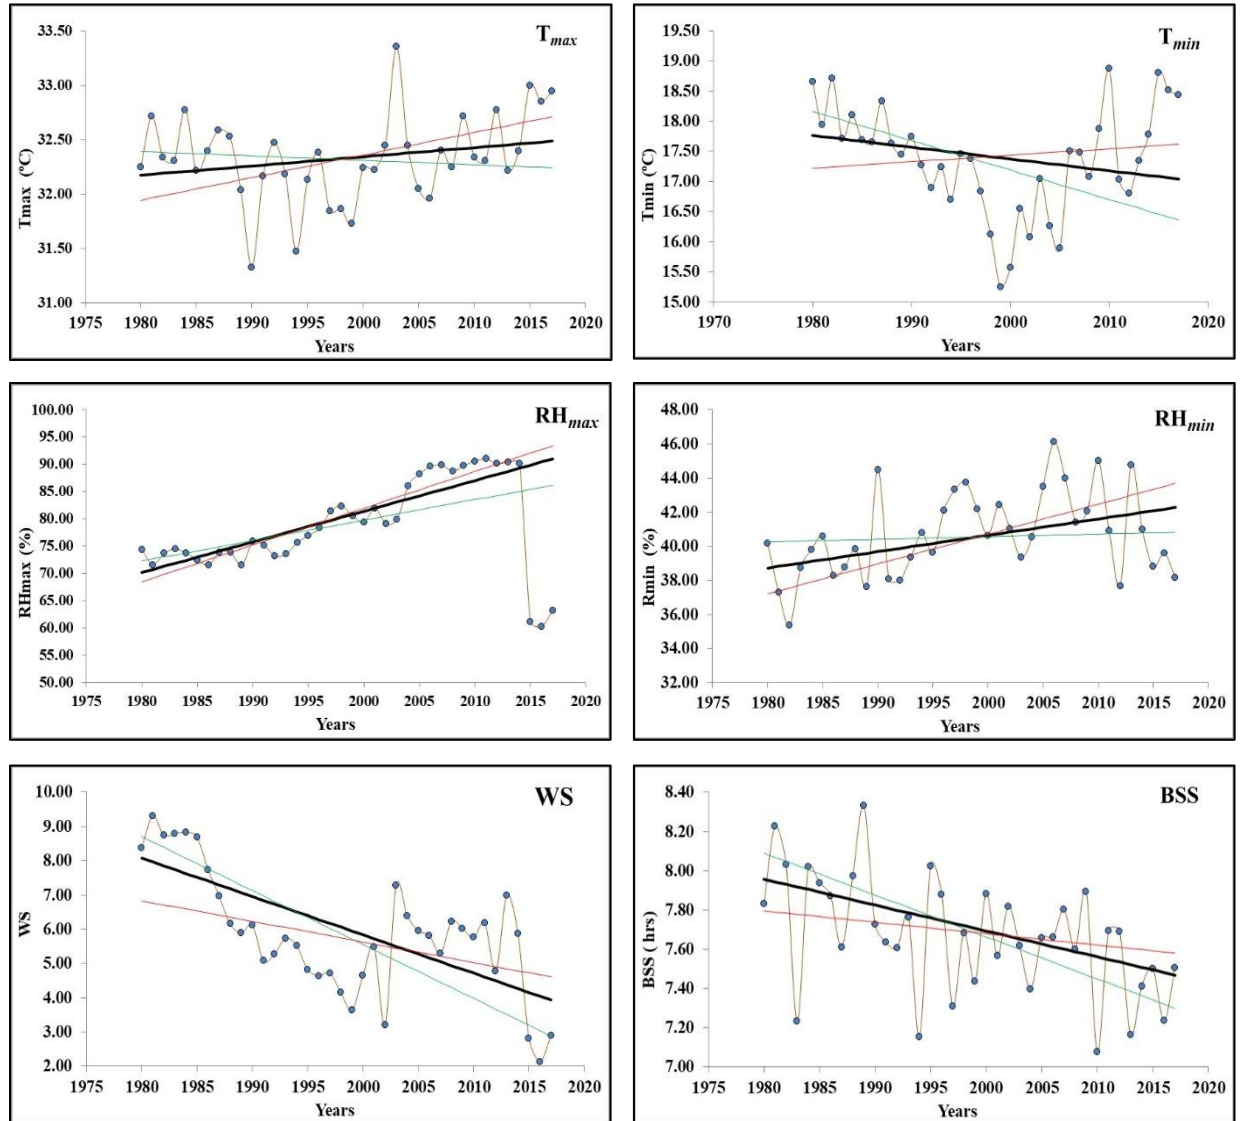 T max
33.50
33.00
32.50
32.00
31.50
31.00
Tmax (°C)
1975 1980 1985 1990 1995 2000 2005 2010 2015 2020
Years
T min
19.50
19.00
18.50
18.00
17.50
17.00
16.50
16.00
15.50
15.00
Tmin (°C)
1970 1980 1990 2000 2010 2020
Years
RH max
100.00
95.00
90.00
85.00
80.00
75.00
70.00
65.00
60.00
55.00
50.00
RHmax (%)
1975 1980 1985 1990 1995 2000 2005 2010 2015 2020
Years
RH min
48.00
46.00
44.00
42.00
40.00
38.00
36.00
34.00
32.00
Rmin (%)
1975 1980 1985 1990 1995 2000 2005 2010 2015 2020
Years
WS
10.00
9.00
8.00
7.00
6.00
5.00
4.00
3.00
2.00
WS
1975 1980 1985 1990 1995 2000 2005 2010 2015 2020
Years
BSS
8.40
8.20
8.00
7.80
7.60
7.40
7.20
7.00
BSS ( hrs)
1975 1980 1985 1990 1995 2000 2005 2010 2015 2020
Years